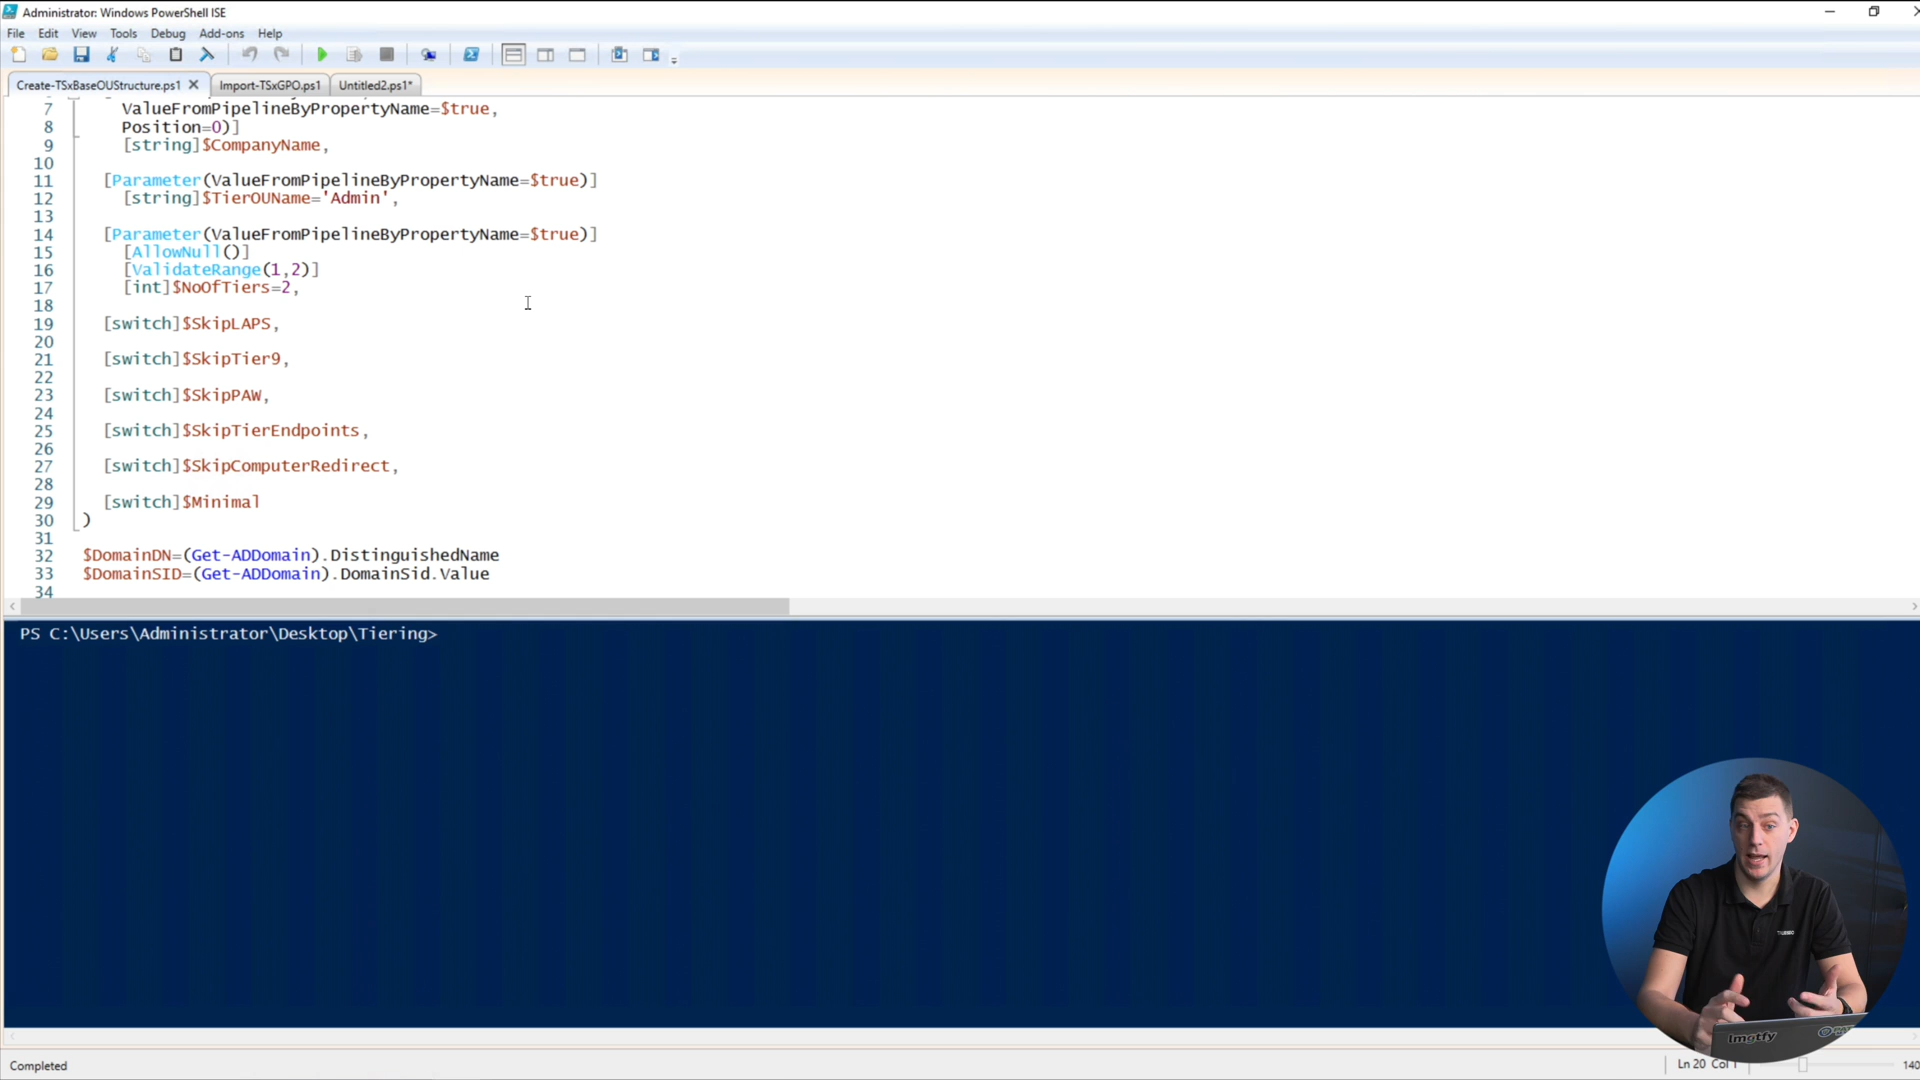 Administrator: Windows PowerShell ISE
File Edit View Tools Debug Add-ons Help
Create-TSxBaseOUStructure.ps1 Import-TSxGPO.ps1 Untitled2.ps1*
7 ValueFromPipelineByPropertyName=$true,
8 Position=0)]
9 [string]$CompanyName,
10
11 [Parameter(ValueFromPipelineByPropertyName=$true)]
12 [string]$TierOUName='Admin',
13
14 [Parameter(ValueFromPipelineByPropertyName=$true)]
15 [AllowNull()]
16 [ValidateRange(1,2)]
17 [int]$NoOfTiers=2,
18
19 [switch]$SkipLAPS,
20
21 [switch]$SkipTier9,
22
23 [switch]$SkipPAW,
24
25 [switch]$SkipTierEndpoints,
26
27 [switch]$SkipComputerRedirect,
28
29 [switch]$Minimal
30 )
31
32 $DomainDN=(Get-ADDomain).DistinguishedName
33 $DomainSID=(Get-ADDomain).DomainSid.Value
34
PS C:\Users\Administrator\Desktop\Tiering>
lmgtfy
Completed
Ln 20 Col 1
140